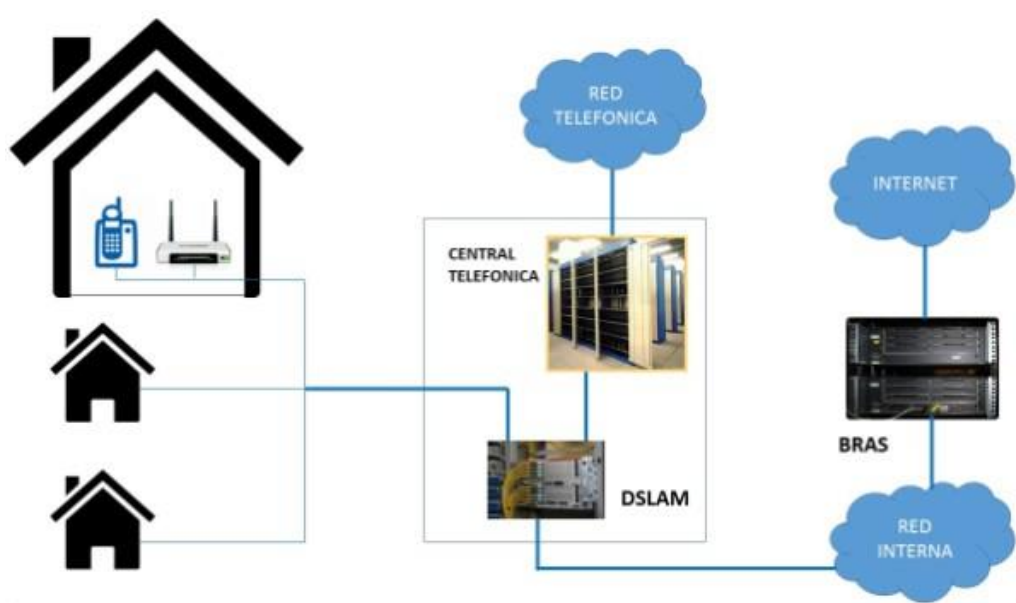 RED
TELEFONICA
INTERNET
CENTRAL
TELEFONICA
BRAS
DSLAM
RED
INTERNA